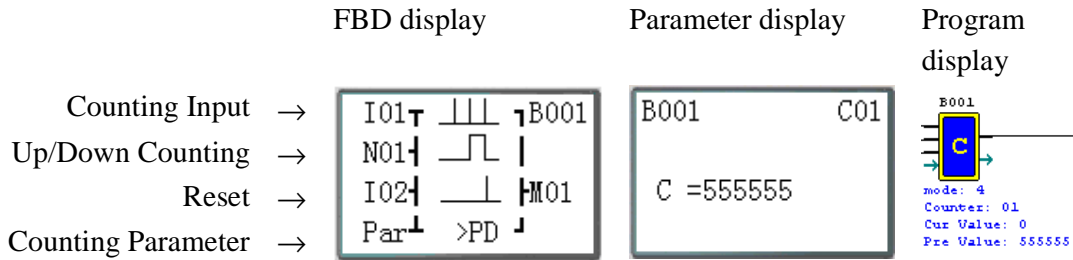 FBD display
Parameter display
Program
display
Counting Input →
Up/Down Counting →
Reset →
Counting Parameter →
I01 B001
N01
I02 M01
Par >PD
B001 C01
C =555555
B001
C
mode: 4
Counter: 01
Cur Value: 0
Pre Value: 555555